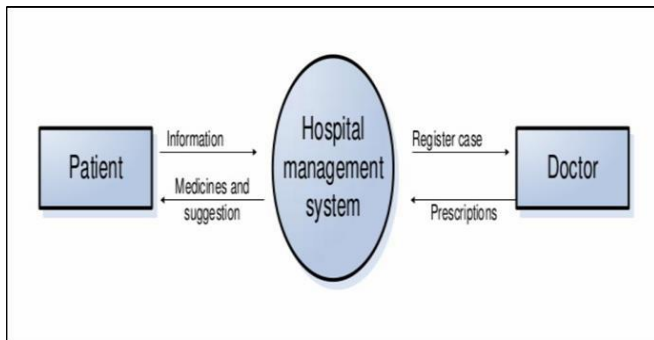 Patient
Information
Medicines and
suggestion
Hospital
management
system
Register case
Prescriptions
Doctor